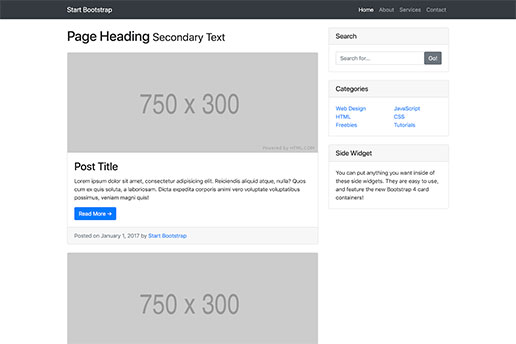 Start Bootstrap
Home About Services Contact
Page Heading Secondary Text
750 x 300
Powered by HTML.COM
Post Title
Lorem ipsum dolor sit amet, consectetur adipisicing elit. Reiciendis aliquid atque, nulla? Quos
cum ex quis soluta, a laboriosam. Dicta expedita corporis animi vero voluptate voluptatibus
possimus, veniam magni quis!
Read More →
Posted on January 1, 2017 by Start Bootstrap
750 x 300
Search
Search for...
Go!
Categories
Web Design JavaScript
HTML CSS
Freebies Tutorials
Side Widget
You can put anything you want inside of
these side widgets. They are easy to use,
and feature the new Bootstrap 4 card
containers!